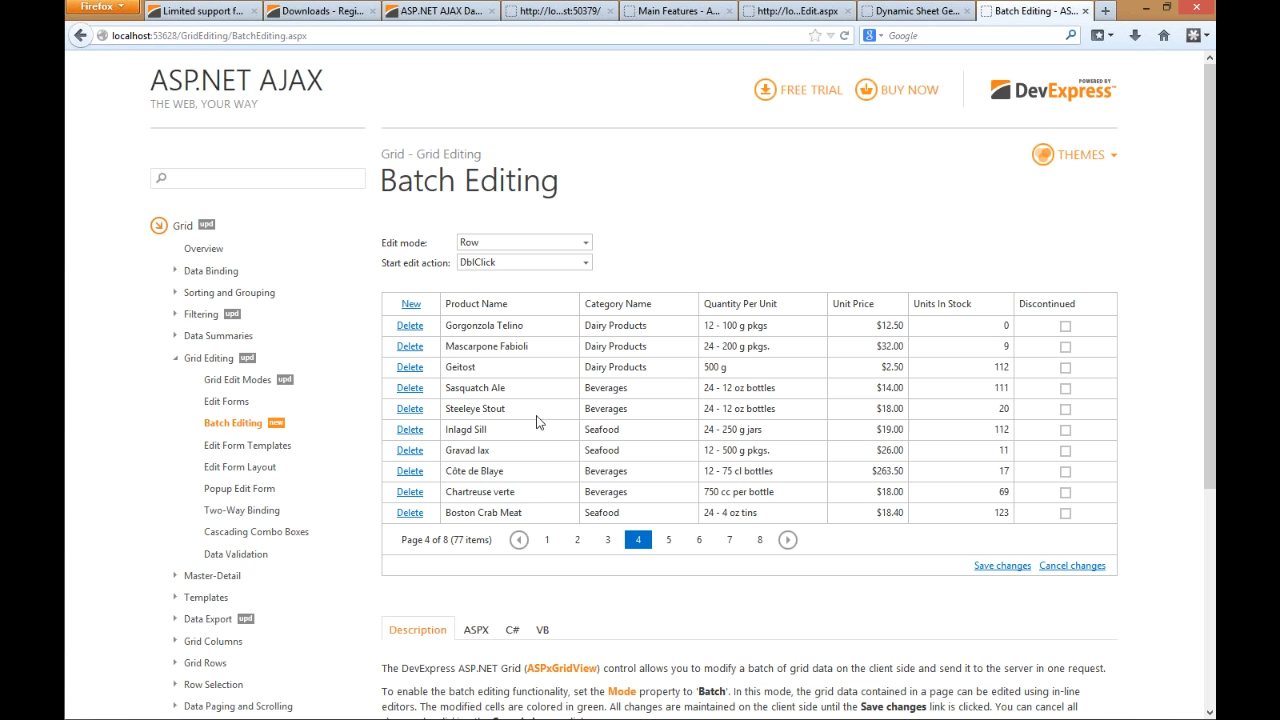 Firefox
Limited support f...
Downloads - Regi...
ASP.NET AJAX Da...
http://lo...st:50379/
Main Features - A...
http://lo...Edit.aspx
Dynamic Sheet Ge...
Batch Editing - AS...
localhost:53628/GridEditing/BatchEditing.aspx
Google
ASP.NET AJAX
THE WEB, YOUR WAY
FREE TRIAL
BUY NOW
POWERED BY
DevExpress
Grid - Grid Editing
THEMES
Batch Editing
Grid upd
Overview
Data Binding
Sorting and Grouping
Filtering upd
Data Summaries
Grid Editing upd
Grid Edit Modes upd
Edit Forms
Batch Editing new
Edit Form Templates
Edit Form Layout
Popup Edit Form
Two-Way Binding
Cascading Combo Boxes
Data Validation
Master-Detail
Templates
Data Export upd
Grid Columns
Grid Rows
Row Selection
Data Paging and Scrolling
Edit mode: Row
Start edit action: DblClick
New Product Name Category Name Quantity Per Unit Unit Price Units In Stock Discontinued
Delete Gorgonzola Telino Dairy Products 12 - 100 g pkgs $12.50 0
Delete Mascarpone Fabioli Dairy Products 24 - 200 g pkgs. $32.00 9
Delete Geitost Dairy Products 500 g $2.50 112
Delete Sasquatch Ale Beverages 24 - 12 oz bottles $14.00 111
Delete Steeleye Stout Beverages 24 - 12 oz bottles $18.00 20
Delete Inlagd Sill Seafood 24 - 250 g jars $19.00 112
Delete Gravad lax Seafood 12 - 500 g pkgs. $26.00 11
Delete Côte de Blaye Beverages 12 - 75 cl bottles $263.50 17
Delete Chartreuse verte Beverages 750 cc per bottle $18.00 69
Delete Boston Crab Meat Seafood 24 - 4 oz tins $18.40 123
Page 4 of 8 (77 items) 1 2 3 4 5 6 7 8
Save changes Cancel changes
Description ASPX C# VB
The DevExpress ASP.NET Grid (ASPxGridView) control allows you to modify a batch of grid data on the client side and send it to the server in one request.
To enable the batch editing functionality, set the Mode property to 'Batch'. In this mode, the grid data contained in a page can be edited using in-line
editors. The modified cells are colored in green. All changes are maintained on the client side until the Save changes link is clicked. You can cancel all